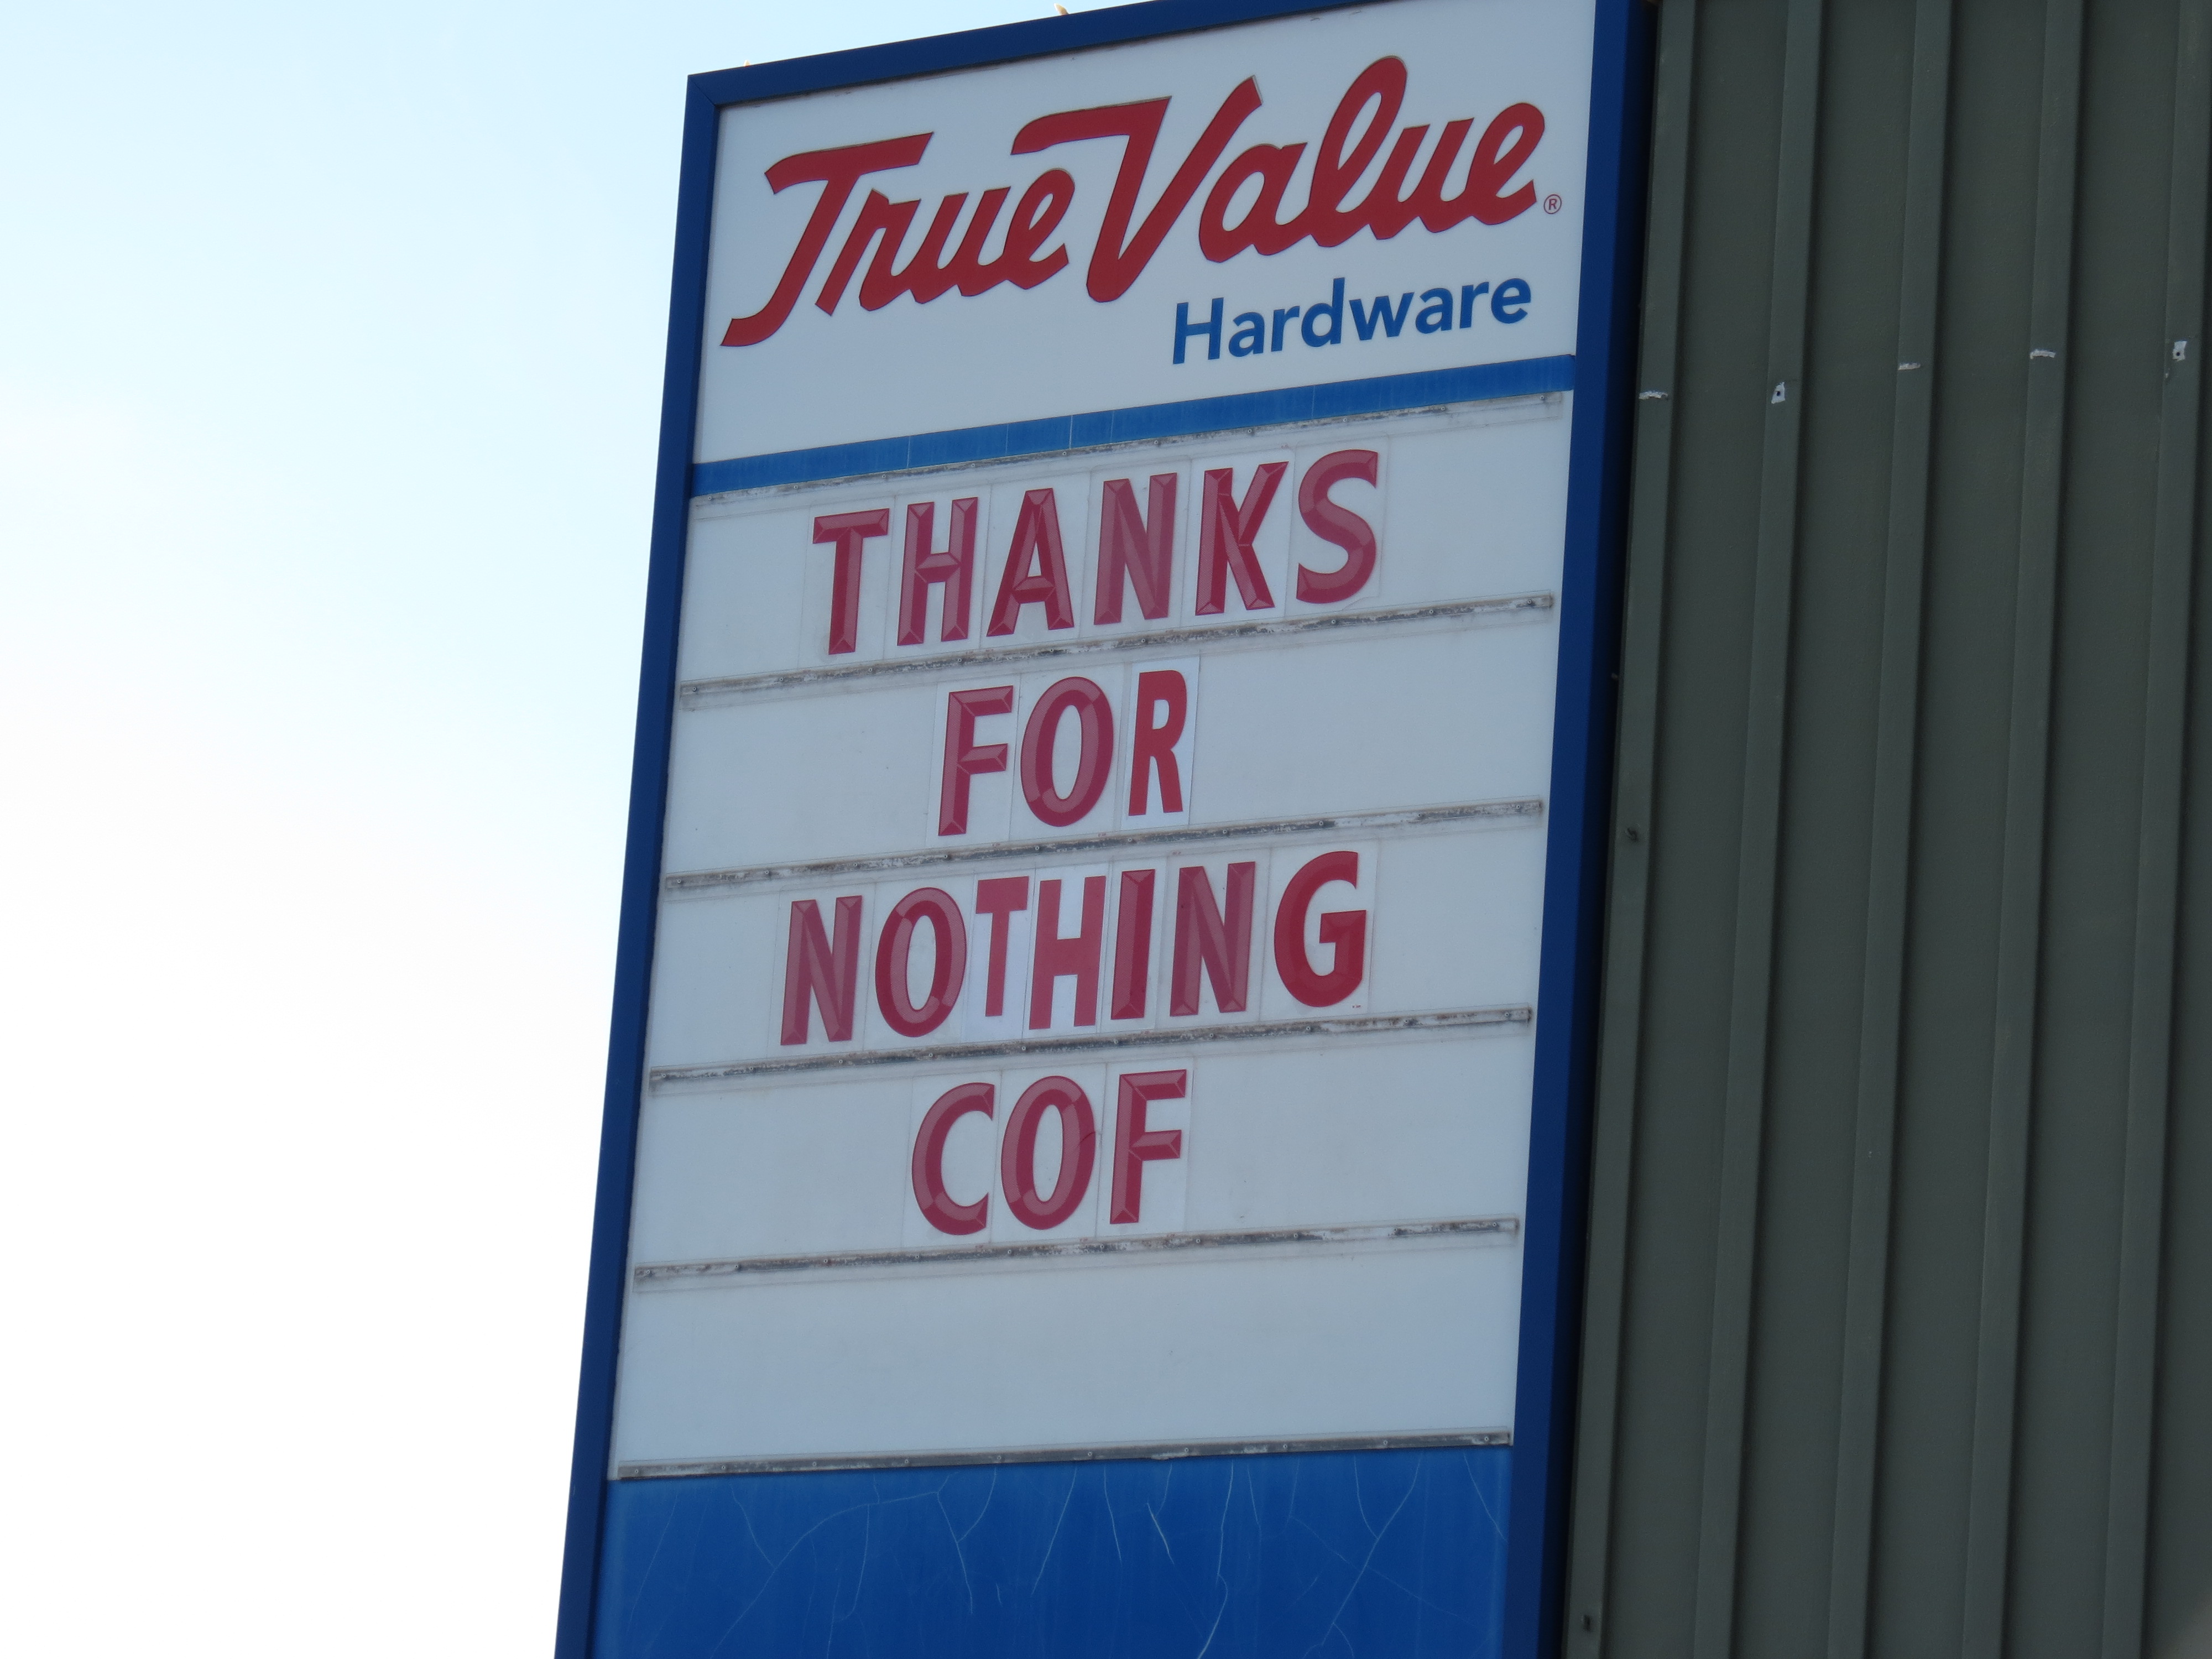 True Value®
Hardware
THANKS
FOR
NOTHING
COF